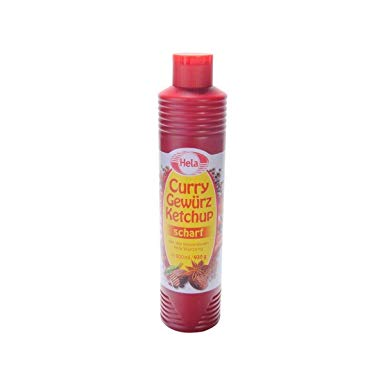 Hela
Curry
Gewürz
Ketchup
scharf
800 ml